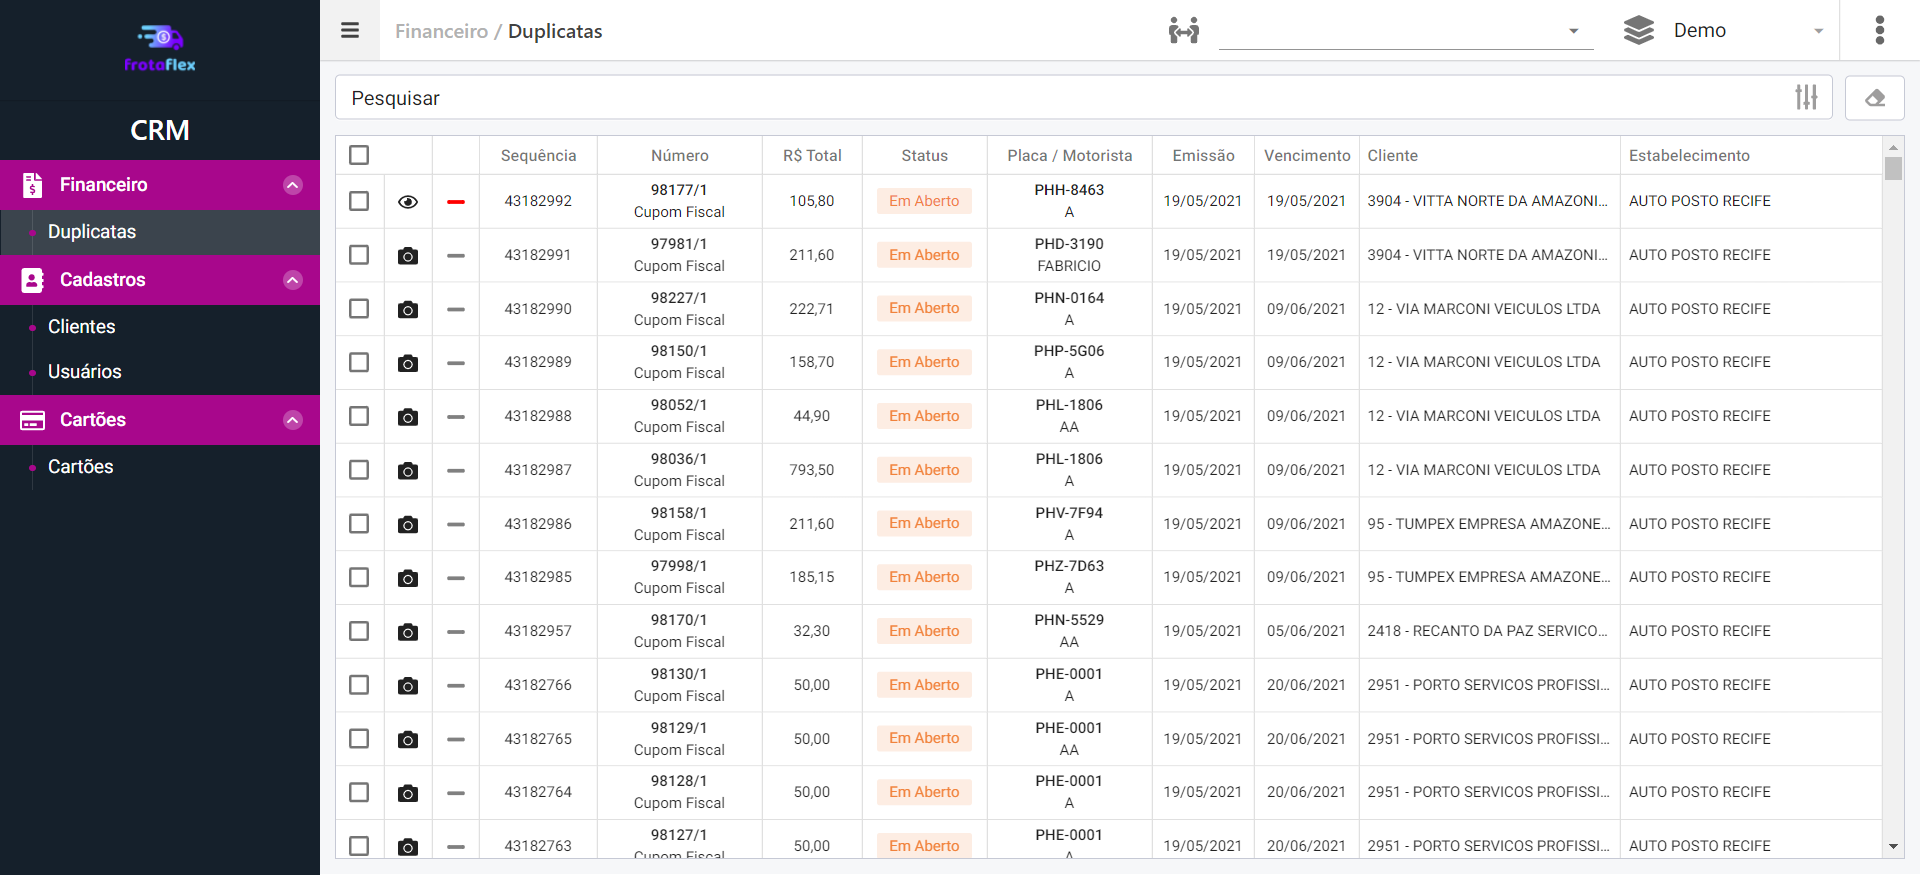 frotaflex
CRM
Financeiro
Duplicatas
Cadastros
Clientes
Usuários
Cartões
Cartões
Financeiro / Duplicatas
Demo
Pesquisar
Sequência Número R$ Total Status Placa / Motorista Emissão Vencimento Cliente Estabelecimento
43182992 98177/1 Cupom Fiscal 105,80 Em Aberto PHH-8463 A 19/05/2021 19/05/2021 3904 - VITTA NORTE DA AMAZONI... AUTO POSTO RECIFE
43182991 97981/1 Cupom Fiscal 211,60 Em Aberto PHD-3190 FABRICIO 19/05/2021 19/05/2021 3904 - VITTA NORTE DA AMAZONI... AUTO POSTO RECIFE
43182990 98227/1 Cupom Fiscal 222,71 Em Aberto PHN-0164 A 19/05/2021 09/06/2021 12 - VIA MARCONI VEICULOS LTDA AUTO POSTO RECIFE
43182989 98150/1 Cupom Fiscal 158,70 Em Aberto PHP-5G06 A 19/05/2021 09/06/2021 12 - VIA MARCONI VEICULOS LTDA AUTO POSTO RECIFE
43182988 98052/1 Cupom Fiscal 44,90 Em Aberto PHL-1806 AA 19/05/2021 09/06/2021 12 - VIA MARCONI VEICULOS LTDA AUTO POSTO RECIFE
43182987 98036/1 Cupom Fiscal 793,50 Em Aberto PHL-1806 A 19/05/2021 09/06/2021 12 - VIA MARCONI VEICULOS LTDA AUTO POSTO RECIFE
43182986 98158/1 Cupom Fiscal 211,60 Em Aberto PHV-7F94 A 19/05/2021 09/06/2021 95 - TUMPEX EMPRESA AMAZONE... AUTO POSTO RECIFE
43182985 97998/1 Cupom Fiscal 185,15 Em Aberto PHZ-7D63 A 19/05/2021 09/06/2021 95 - TUMPEX EMPRESA AMAZONE... AUTO POSTO RECIFE
43182957 98170/1 Cupom Fiscal 32,30 Em Aberto PHN-5529 AA 19/05/2021 05/06/2021 2418 - RECANTO DA PAZ SERVICO... AUTO POSTO RECIFE
43182766 98130/1 Cupom Fiscal 50,00 Em Aberto PHE-0001 A 19/05/2021 20/06/2021 2951 - PORTO SERVICOS PROFISSI... AUTO POSTO RECIFE
43182765 98129/1 Cupom Fiscal 50,00 Em Aberto PHE-0001 AA 19/05/2021 20/06/2021 2951 - PORTO SERVICOS PROFISSI... AUTO POSTO RECIFE
43182764 98128/1 Cupom Fiscal 50,00 Em Aberto PHE-0001 A 19/05/2021 20/06/2021 2951 - PORTO SERVICOS PROFISSI... AUTO POSTO RECIFE
43182763 98127/1 Cupom Fiscal 50,00 Em Aberto PHE-0001 A 19/05/2021 20/06/2021 2951 - PORTO SERVICOS PROFISSI... AUTO POSTO RECIFE